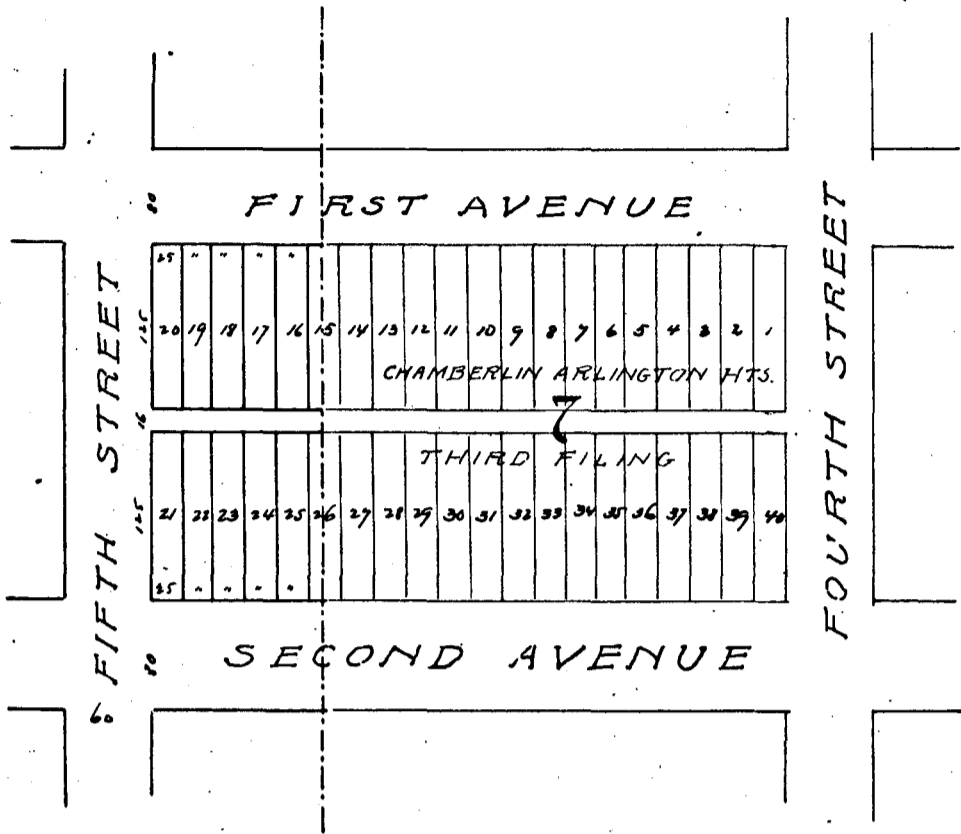 FIRST AVENUE
80
25 " " " "
125
20 19 18 17 16 15 14 13 12 11 10 9 8 7 6 5 4 3 2 1
CHAMBERLIN ARLINGTON HTS.
16
7
THIRD FILING
125
21 22 23 24 25 26 27 28 29 30 31 32 33 34 35 36 37 38 39 40
25 " " " "
80
SECOND AVENUE
60
FIFTH STREET
FOURTH STREET